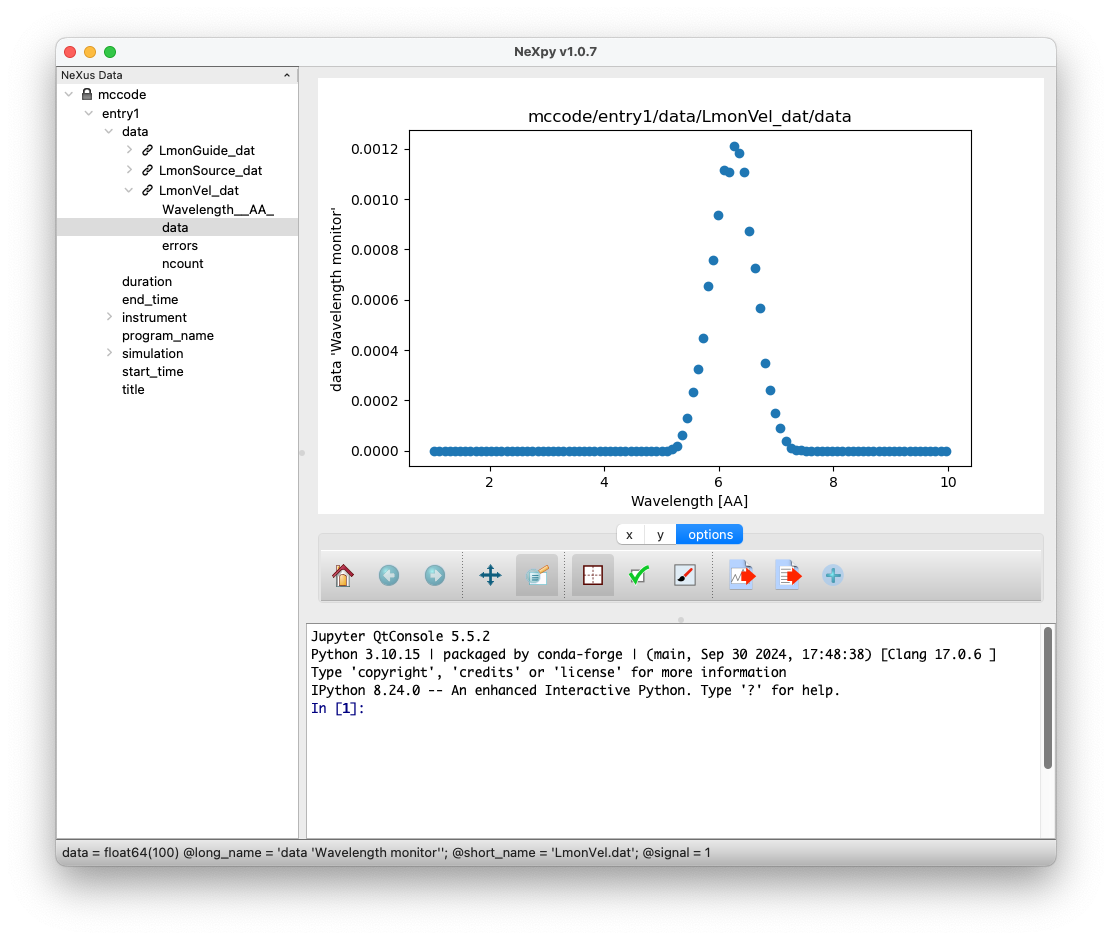 NeXpy v1.0.7
NeXus Data
mccode
entry1
data
LmonGuide_dat
LmonSource_dat
LmonVel_dat
Wavelength__AA_
data
errors
ncount
duration
end_time
instrument
program_name
simulation
start_time
title
mccode/entry1/data/LmonVel_dat/data
data 'Wavelength monitor'
0.0012
0.0010
0.0008
0.0006
0.0004
0.0002
0.0000
2 4 6 8 10
Wavelength [AA]
x y options
Jupyter QtConsole 5.5.2
Python 3.10.15 | packaged by conda-forge | (main, Sep 30 2024, 17:48:38) [Clang 17.0.6 ]
Type 'copyright', 'credits' or 'license' for more information
IPython 8.24.0 -- An enhanced Interactive Python. Type '?' for help.
In [1]:
data = float64(100) @long_name = 'data 'Wavelength monitor''; @short_name = 'LmonVel.dat'; @signal = 1